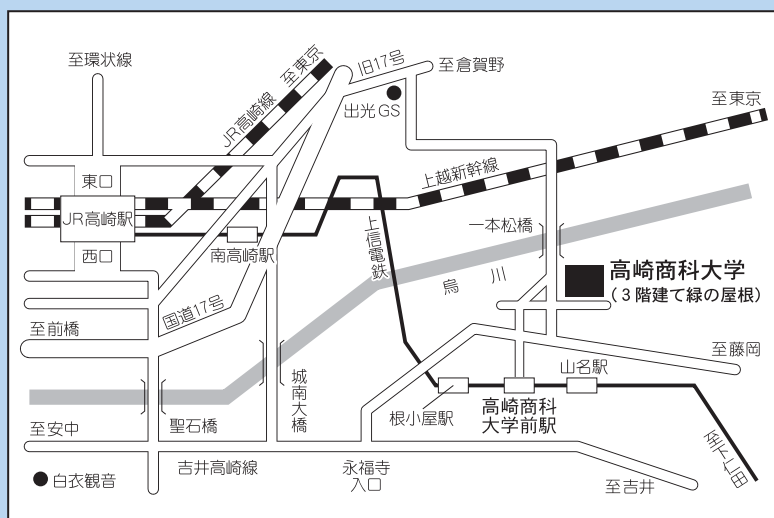 至環状線
JR高崎線
至東京
旧17号
至倉賀野
出光GS
至東京
東口
上越新幹線
JR高崎駅
西口
南高崎駅
上信電鉄
一本松橋
烏川
高崎商科大学
(3階建て緑の屋根)
国道17号
至前橋
至藤岡
山名駅
城南大橋
聖石橋
根小屋駅
高崎商科
大学前駅
至安中
至下仁田
白衣観音
吉井高崎線
永福寺
入口
至吉井